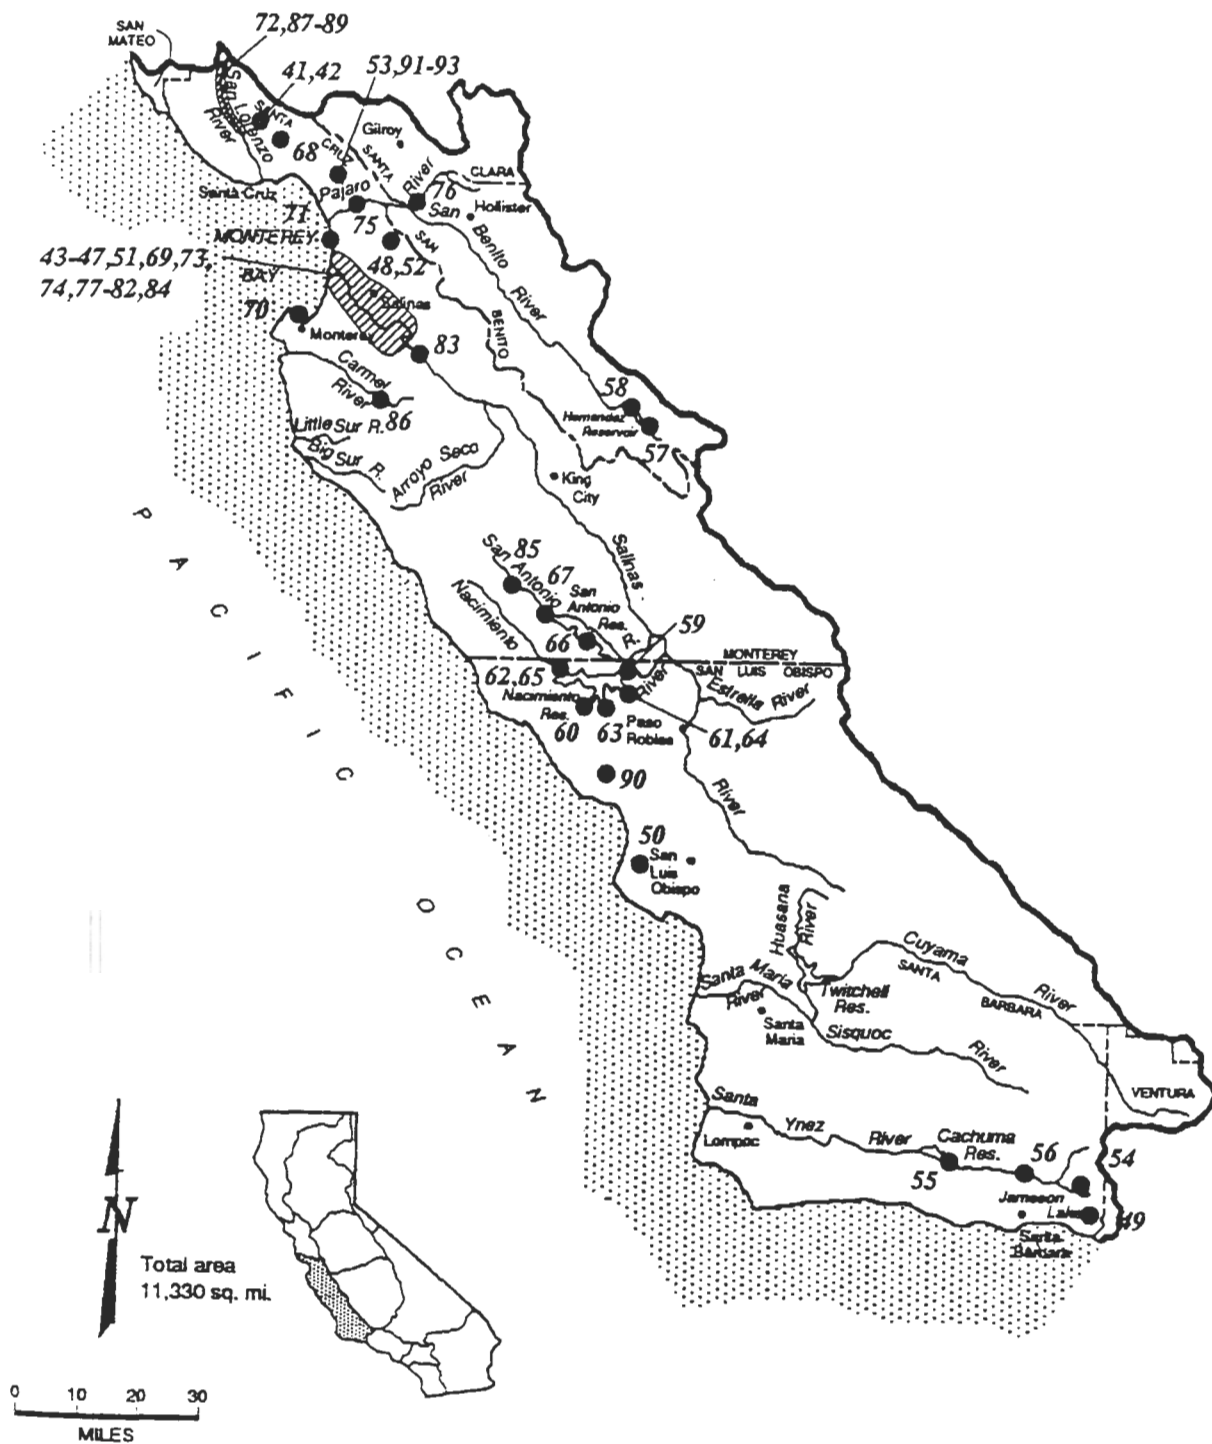 SAN
MATEO
72,87-89
41,42
53,91-93
San Lorenzo
River
SANTA
CRUZ
68
Gilroy
SANTA
CLARA
Santa Cruz
Pajaro
River
76
Hollister
71
75
San
Benito
River
MONTEREY
BAY
48,52
SAN
BENITO
43-47,51,69,73,
74,77-82,84
Salinas
70
Monterey
83
Carmel
River
86
58
Hernandez
Reservoir
57
Little Sur R.
Big Sur R.
Arroyo Seco
River
King
City
PACIFIC OCEAN
85
San Antonio
67
San
Antonio
Res.
Salinas
R.
Nacimiento
66
59
MONTEREY
SAN LUIS OBISPO
62,65
River
Estrella River
Nacimiento
Res.
60
63
Paso
Robles
61,64
90
River
50
San
Luis
Obispo
Huasana
River
Cuyama
River
SANTA
BARBARA
Santa Maria
River
Twitchell
Res.
Santa
Maria
Sisquoc
River
VENTURA
Santa
Ynez
River
Lompoc
Cachuma
Res.
55
56
54
Jameson
Lake
49
Santa
Barbara
N
Total area
11,330 sq. mi.
0 10 20 30
MILES